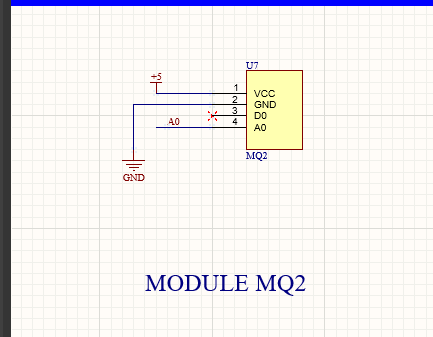 U7
+5
1 VCC
2 GND
3 D0
A0 4 A0
MQ2
GND
MODULE MQ2